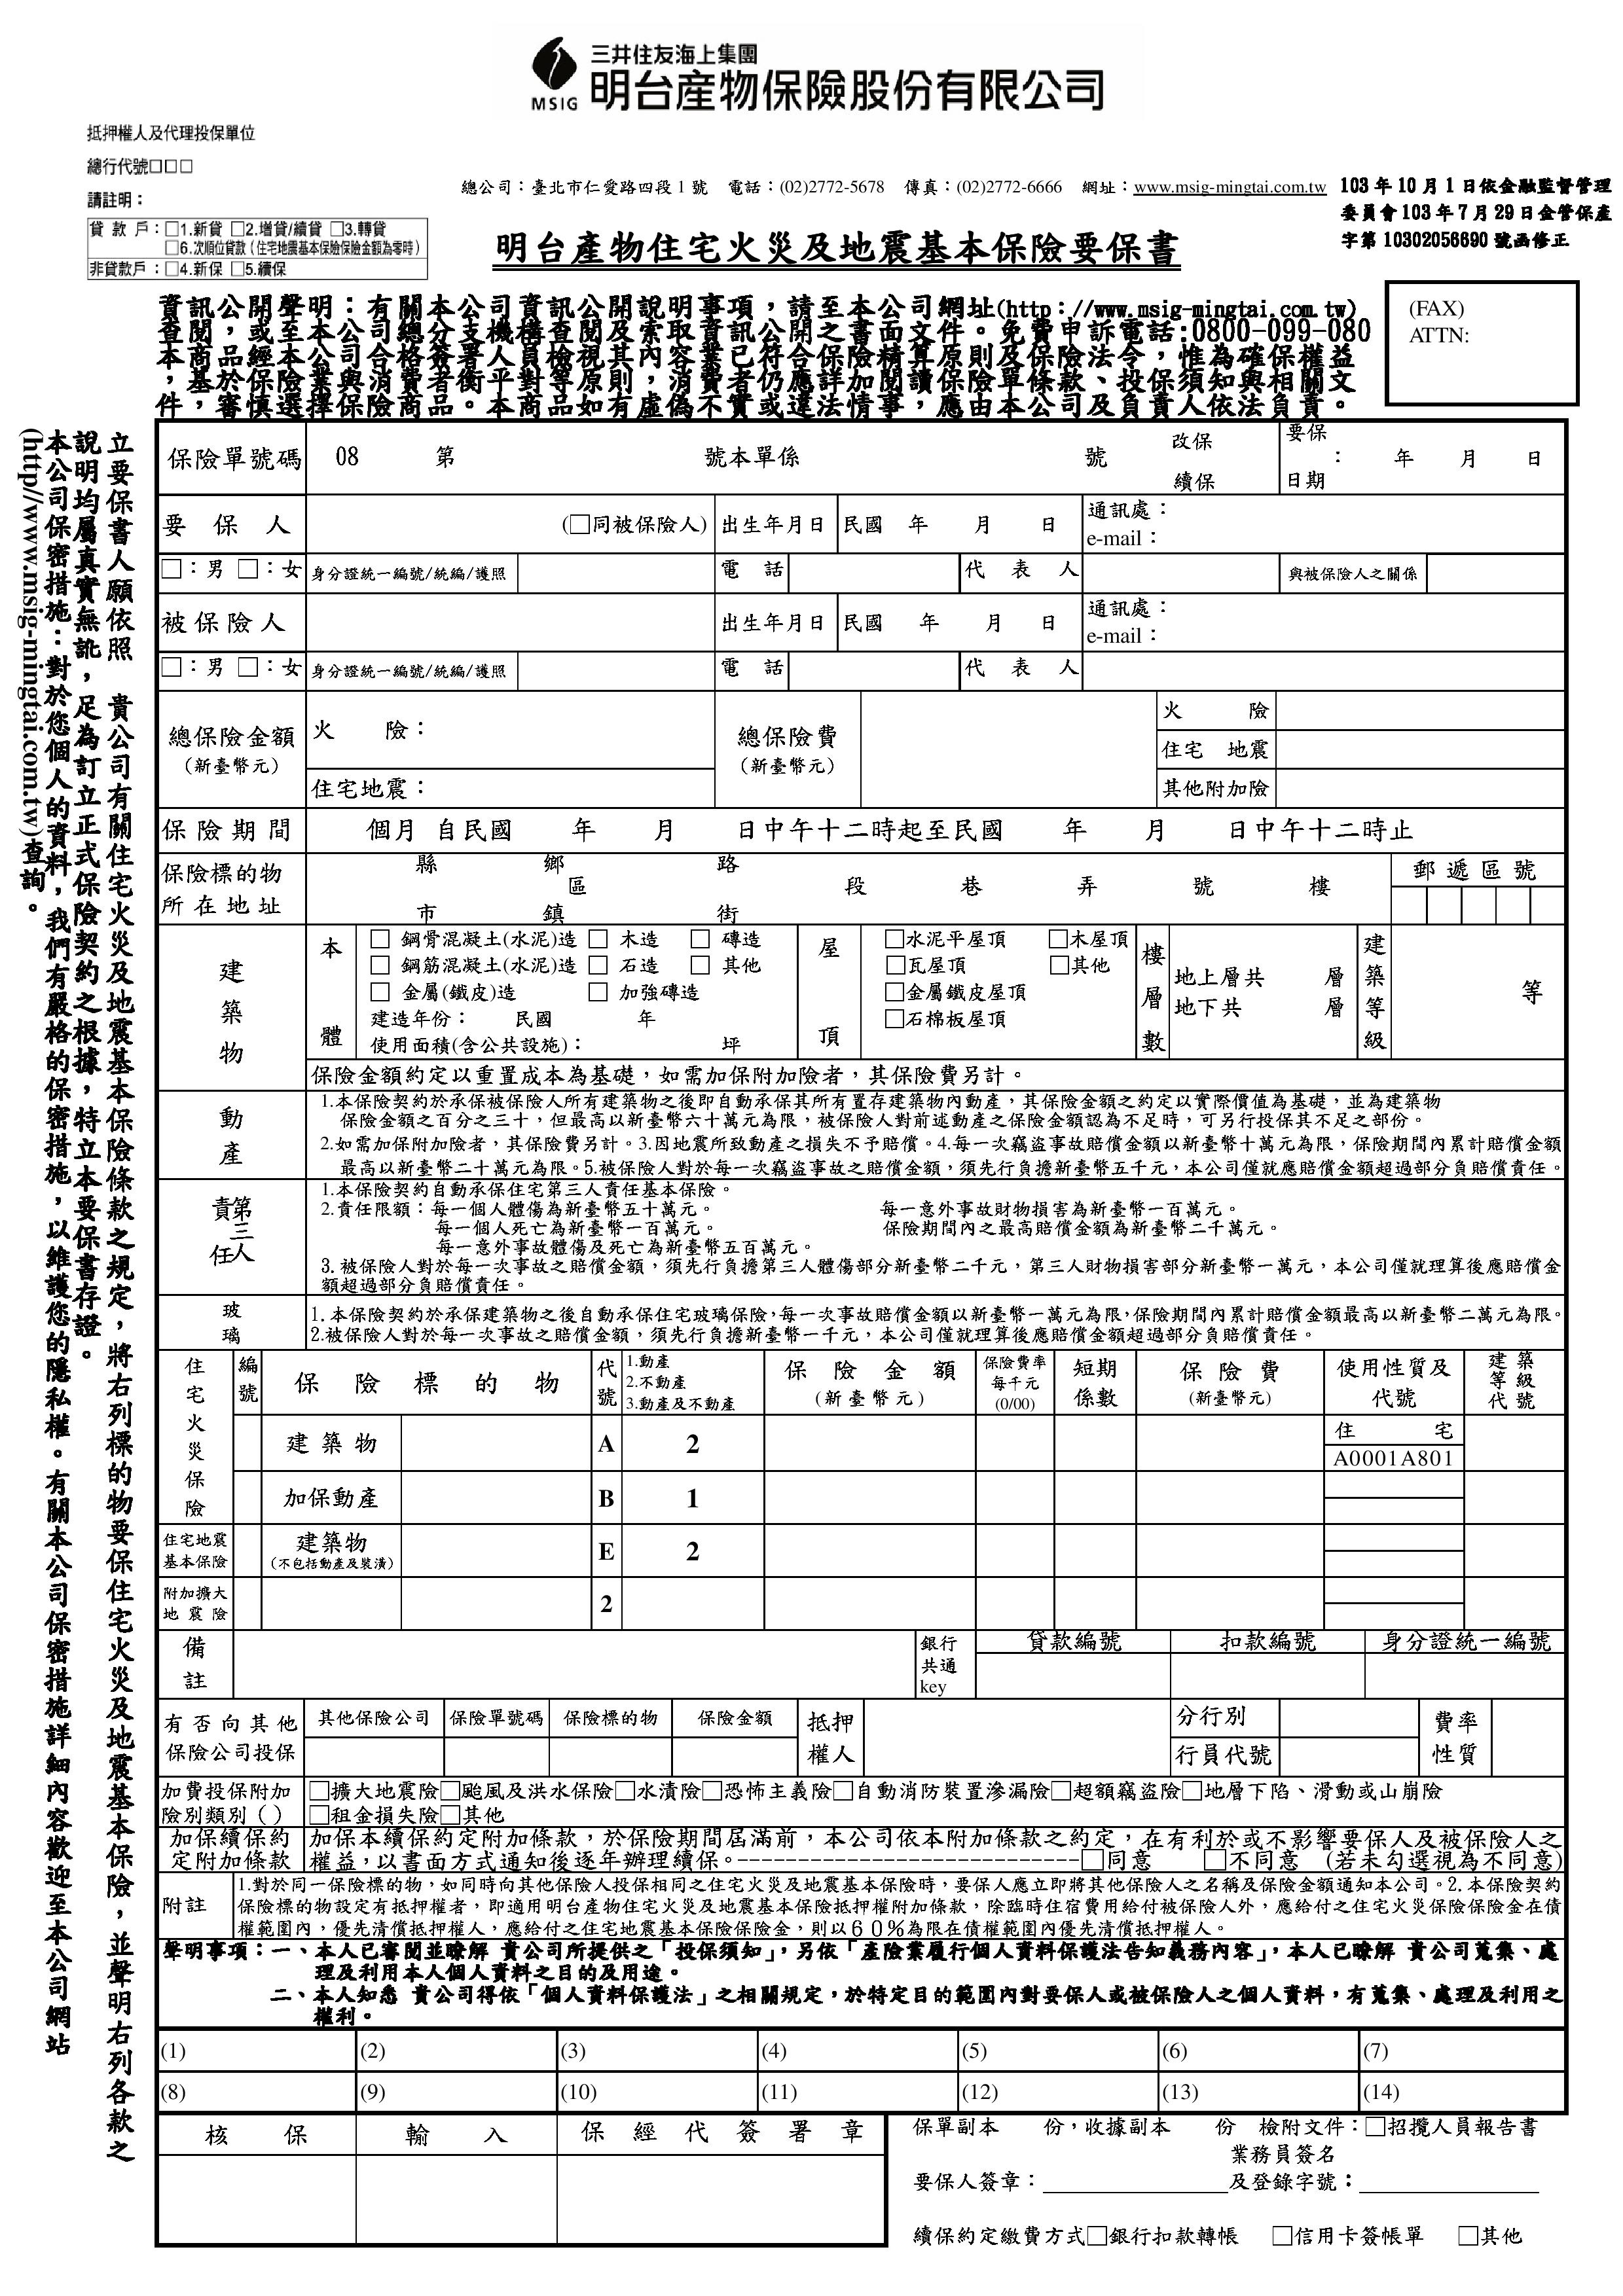 三井住友海上集團
MSIG 明台產物保險股份有限公司
抵押權人及代理投保單位
總行代號□□□
請註明：
貸 款 戶：□1.新貸 □2.增貸/續貸 □3.轉貸
□6.次順位貸款（住宅地震基本保險保險金額為零時）
非貸款戶：□4.新保 □5.續保
總公司：臺北市仁愛路四段 1 號 電話：(02)2772-5678 傳真：(02)2772-6666 網址：www.msig-mingtai.com.tw
103 年 10 月 1 日依金融監督管理
委員會 103 年 7 月 29 日金管保產
字第 10302056690 號函修正
明台產物住宅火災及地震基本保險要保書
資訊公開聲明：有關本公司資訊公開說明事項，請至本公司網址(http：//www.msig-mingtai.com.tw)
查閱，或至本公司總分支機構查閱及索取資訊公開之書面文件。免費申訴電話:0800-099-080
本商品經本公司合格簽署人員檢視其內容業已符合保險精算原則及保險法令，惟為確保權益
，基於保險業與消費者衡平對等原則，消費者仍應詳加閱讀保險單條款、投保須知與相關文
件，審慎選擇保險商品。本商品如有虛偽不實或違法情事，應由本公司及負責人依法負責。
(FAX)
ATTN:
立要保書人願依照 貴公司有關住宅火災及地震基本保險條款之規定，將右列標的物要保住宅火災及地震基本保險，並聲明右列各款之
說明均屬真實無訛，足為訂立正式保險契約之根據，特立本要保書存證。
本公司保密措施：對於您個人的資料，我們有嚴格的保密措施，以維護您的隱私權。有關本公司保密措施詳細內容歡迎至本公司網站
(http//www.msig-mingtai.com.tw)查詢。
保險單號碼 08 第 號本單係 號 改保 續保 要保日期： 年 月 日
要 保 人 (□同被保險人) 出生年月日 民國 年 月 日 通訊處：
e-mail：
□：男 □：女 身分證統一編號/統編/護照 電 話 代 表 人 與被保險人之關係
被 保 險 人 出生年月日 民國 年 月 日 通訊處：
e-mail：
□：男 □：女 身分證統一編號/統編/護照 電 話 代 表 人
總保險金額 火 險： 總保險費 火 險
（新臺幣元） （新臺幣元） 住宅 地震
住宅地震： 其他附加險
保 險 期 間 個月 自民國 年 月 日中午十二時起至民國 年 月 日中午十二時止
保險標的物 縣 鄉 路 郵 遞 區 號
區 段 巷 弄 號 樓
所 在 地 址 市 鎮 街
建築物 本體
□ 鋼骨混凝土(水泥)造 □ 木造 □ 磚造
□ 鋼筋混凝土(水泥)造 □ 石造 □ 其他
□ 金屬(鐵皮)造 □ 加強磚造
建造年份： 民國 年
使用面積(含公共設施)： 坪
屋頂
□水泥平屋頂 □木屋頂
□瓦屋頂 □其他
□金屬鐵皮屋頂
□石棉板屋頂
樓層數 地上層共 層
地下共 層
建築等級 等
保險金額約定以重置成本為基礎，如需加保附加險者，其保險費另計。
動產
1.本保險契約於承保被保險人所有建築物之後即自動承保其所有置存建築物內動產，其保險金額之約定以實際價值為基礎，並為建築物
保險金額之百分之三十，但最高以新臺幣六十萬元為限，被保險人對前述動產之保險金額認為不足時，可另行投保其不足之部份。
2.如需加保附加險者，其保險費另計。3.因地震所致動產之損失不予賠償。4.每一次竊盜事故賠償金額以新臺幣十萬元為限，保險期間內累計賠償金額
最高以新臺幣二十萬元為限。5.被保險人對於每一次竊盜事故之賠償金額，須先行負擔新臺幣五千元，本公司僅就應賠償金額超過部分負賠償責任。
第三人責任
1.本保險契約自動承保住宅第三人責任基本保險。
2.責任限額：每一個人體傷為新臺幣五十萬元。 每一意外事故財物損害為新臺幣一百萬元。
每一個人死亡為新臺幣一百萬元。 保險期間內之最高賠償金額為新臺幣二千萬元。
每一意外事故體傷及死亡為新臺幣五百萬元。
3. 被保險人對於每一次事故之賠償金額，須先行負擔第三人體傷部分新臺幣二千元，第三人財物損害部分新臺幣一萬元，本公司僅就理算後應賠償金
額超過部分負賠償責任。
玻璃
1. 本保險契約於承保建築物之後自動承保住宅玻璃保險，每一次事故賠償金額以新臺幣一萬元為限，保險期間內累計賠償金額最高以新臺幣二萬元為限。
2.被保險人對於每一次事故之賠償金額，須先行負擔新臺幣一千元，本公司僅就理算後應賠償金額超過部分負賠償責任。
住宅火災保險
編號 保 險 標 的 物 代號 1.動產 2.不動產 3.動產及不動產 保 險 金 額（新臺幣元） 保險費率 每千元 (0/00) 短期係數 保 險 費（新臺幣元） 使用性質及代號 建築等級代號
建 築 物 A 2 住 宅
A0001A801
加保動產 B 1
住宅地震基本保險 建築物（不包括動產及裝潢） E 2
附加擴大地 震 險 2
備註 銀行共通key 貸款編號 扣款編號 身分證統一編號
有 否 向 其 他 保險公司投保 其他保險公司 保險單號碼 保險標的物 保險金額 抵押權人 分行別 費率性質
行員代號
加費投保附加 □擴大地震險□颱風及洪水保險□水漬險□恐怖主義險□自動消防裝置滲漏險□超額竊盜險□地層下陷、滑動或山崩險
險別類別（ ） □租金損失險□其他
加保續保約 加保本續保約定附加條款，於保險期間屆滿前，本公司依本附加條款之約定，在有利於或不影響要保人及被保險人之
定附加條款 權益，以書面方式通知後逐年辦理續保。------------------------------□同意 □不同意 (若未勾選視為不同意)
附註
1.對於同一保險標的物，如同時向其他保險人投保相同之住宅火災及地震基本保險時，要保人應立即將其他保險人之名稱及保險金額通知本公司。2.本保險契約
保險標的物設定有抵押權者，即適用明台產物住宅火災及地震基本保險抵押權附加條款，除臨時住宿費用給付被保險人外，應給付之住宅火災保險保險金在債
權範圍內，優先清償抵押權人，應給付之住宅地震基本保險保險金，則以６０％為限在債權範圍內優先清償抵押權人。
聲明事項：一、本人已審閱並瞭解 貴公司所提供之「投保須知」，另依「產險業履行個人資料保護法告知義務內容」，本人已瞭解 貴公司蒐集、處
理及利用本人個人資料之目的及用途。
二、本人知悉 貴公司得依「個人資料保護法」之相關規定，於特定目的範圍內對要保人或被保險人之個人資料，有蒐集、處理及利用之
權利。
(1) (2) (3) (4) (5) (6) (7)
(8) (9) (10) (11) (12) (13) (14)
核 保 輸 入 保 經 代 簽 署 章
保單副本 份，收據副本 份 檢附文件：□招攬人員報告書
業務員簽名
要保人簽章： 及登錄字號：
續保約定繳費方式□銀行扣款轉帳 □信用卡簽帳單 □其他